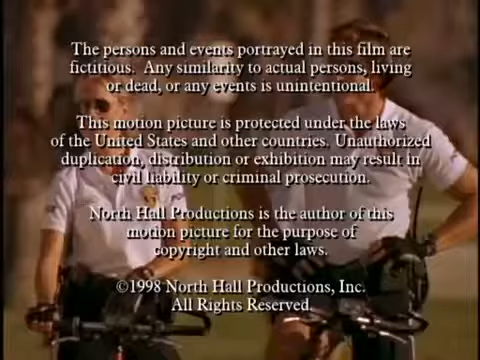 The persons and events portrayed in this film are
fictitious. Any similarity to actual persons, living
or dead, or any events is unintentional.
This motion picture is protected under the laws
of the United States and other countries. Unauthorized
duplication, distribution or exhibition may result in
civil liability or criminal prosecution.
North Hall Productions is the author of this
motion picture for the purpose of
copyright and other laws.
©1998 North Hall Productions, Inc.
All Rights Reserved.